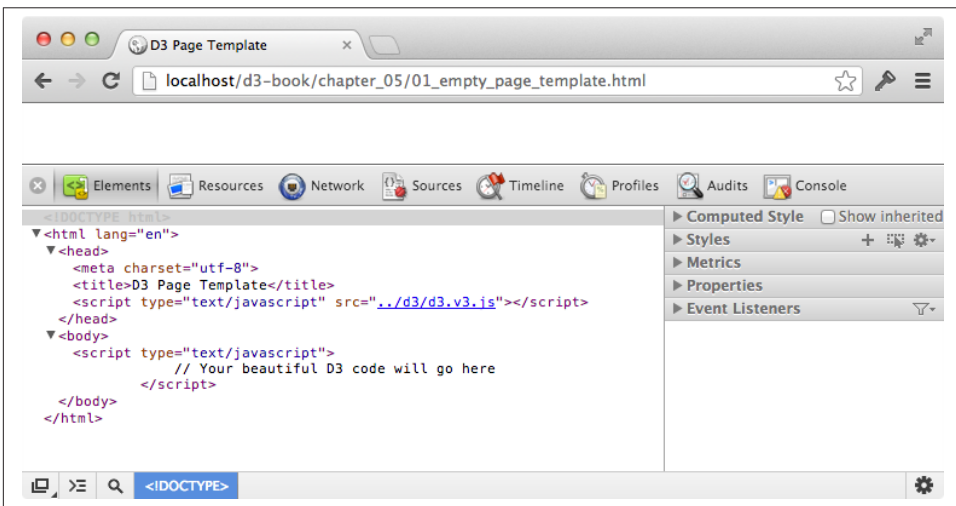 D3 Page Template
localhost/d3-book/chapter_05/01_empty_page_template.html
Elements Resources Network Sources Timeline Profiles Audits Console
<!DOCTYPE html>
<html lang="en">
<head>
<meta charset="utf-8">
<title>D3 Page Template</title>
<script type="text/javascript" src="../d3/d3.v3.js"></script>
</head>
<body>
<script type="text/javascript">
// Your beautiful D3 code will go here
</script>
</body>
</html>
Computed Style Show inherited
Styles
Metrics
Properties
Event Listeners
<!DOCTYPE>